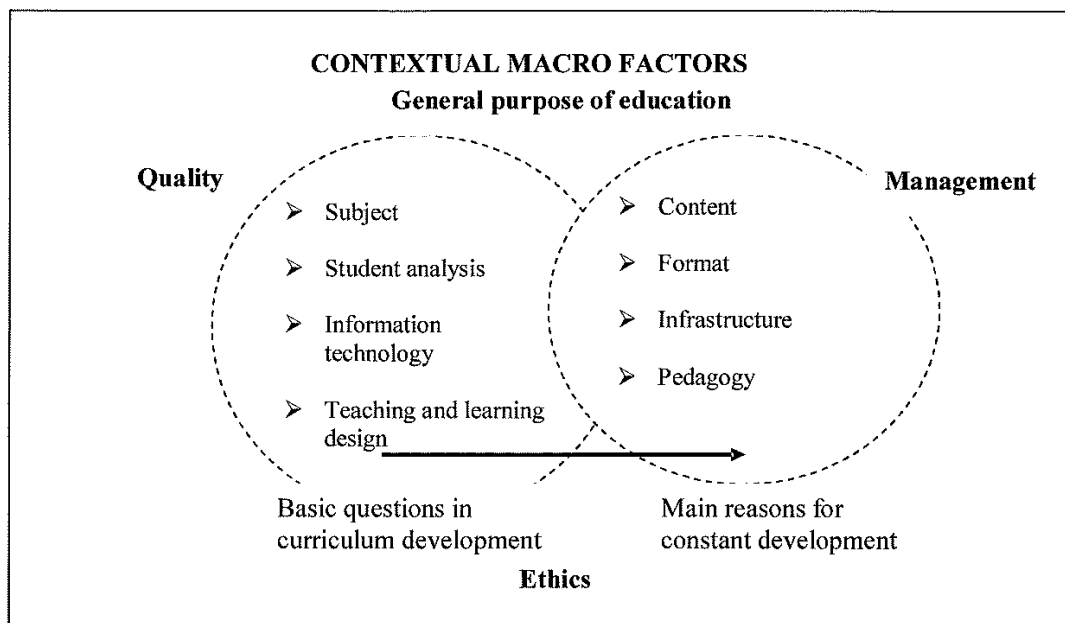 CONTEXTUAL MACRO FACTORS
General purpose of education
Quality
Management
➢ Subject
➢ Student analysis
➢ Information
technology
➢ Teaching and learning
design
➢ Content
➢ Format
➢ Infrastructure
➢ Pedagogy
Basic questions in
curriculum development
Main reasons for
constant development
Ethics